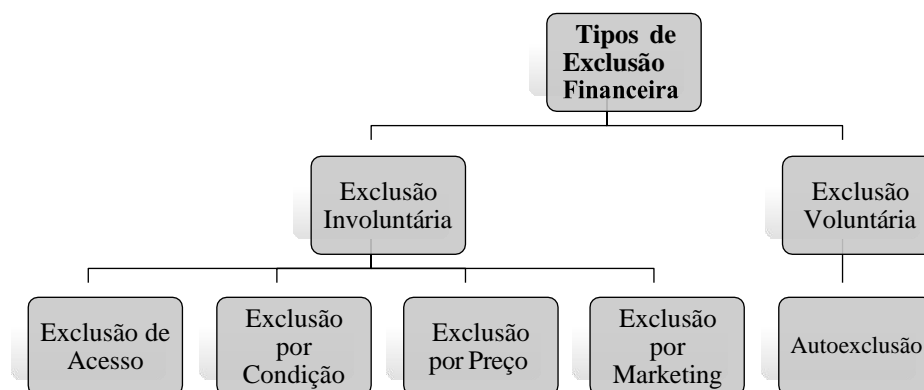 Tipos de
Exclusão
Financeira
Exclusão
Involuntária
Exclusão
Voluntária
Exclusão de
Acesso
Exclusão
por
Condição
Exclusão
por Preço
Exclusão
por
Marketing
Autoexclusão